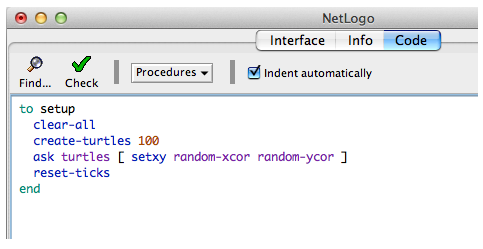 NetLogo
Interface Info Code
Find... Check Procedures Indent automatically
to setup
clear-all
create-turtles 100
ask turtles [ setxy random-xcor random-ycor ]
reset-ticks
end